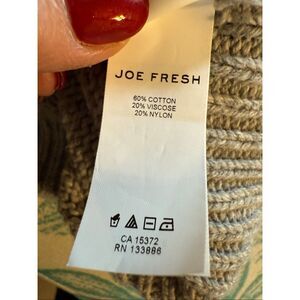 JOE FRESH
60% COTTON
20% VISCOSE
20% NYLON
CA 15372
RN 133886